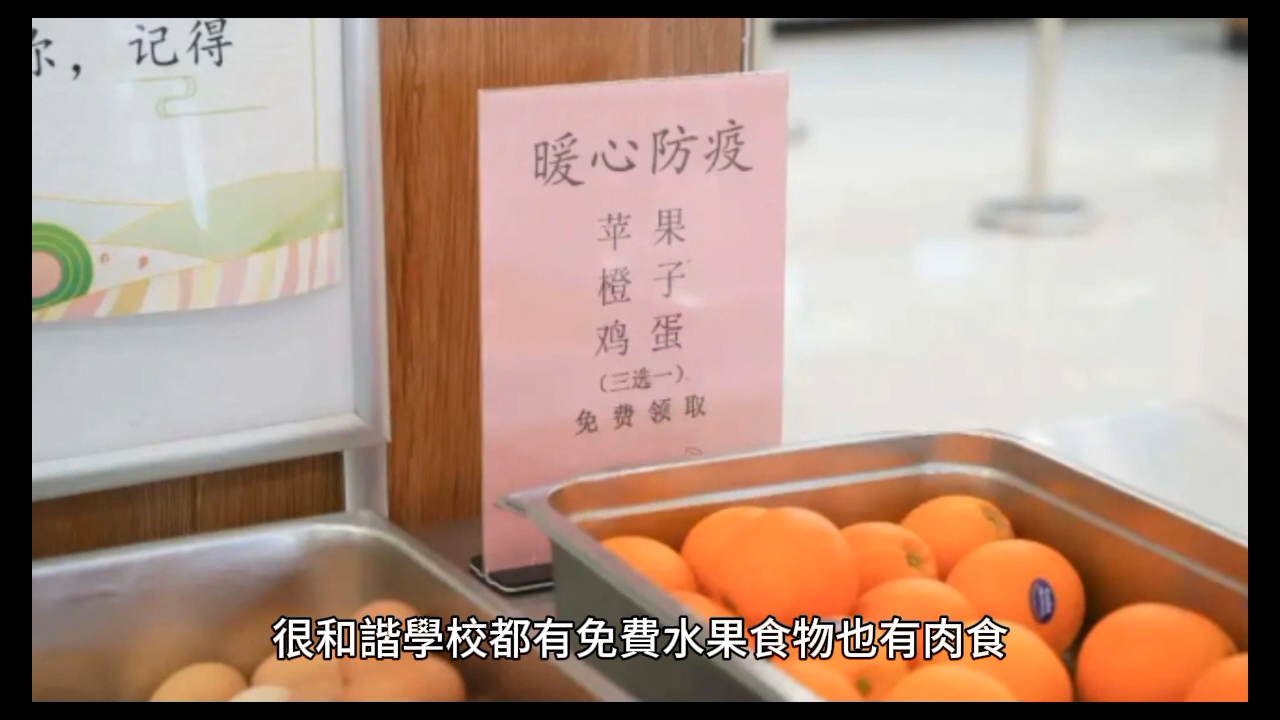 你，记得
暖心防疫
苹果
橙子
鸡蛋
(三选一)
免费领取
很和諧學校都有免費水果食物也有肉食